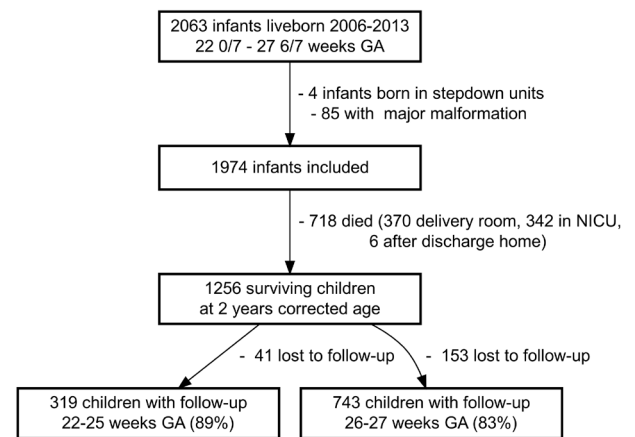 2063 infants liveborn 2006-2013
22 0/7 - 27 6/7 weeks GA
- 4 infants born in stepdown units
- 85 with major malformation
1974 infants included
- 718 died (370 delivery room, 342 in NICU,
6 after discharge home)
1256 surviving children
at 2 years corrected age
- 41 lost to follow-up
- 153 lost to follow-up
319 children with follow-up
22-25 weeks GA (89%)
743 children with follow-up
26-27 weeks GA (83%)